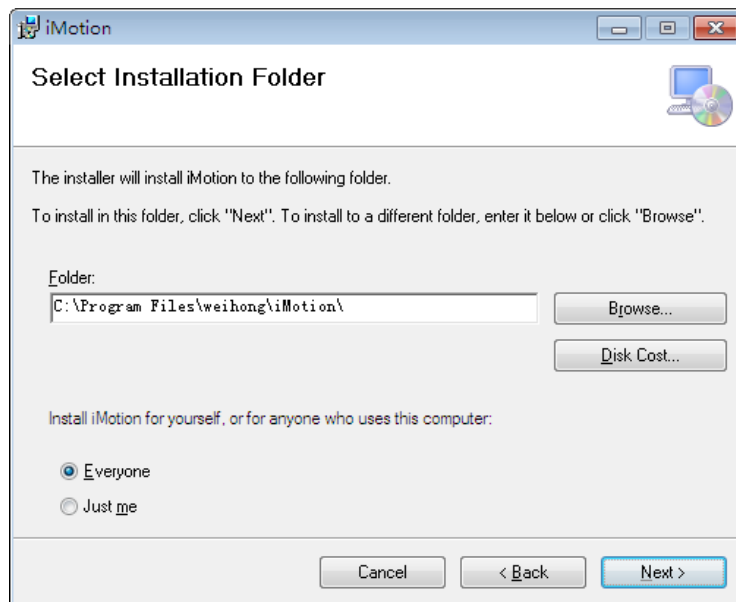 iMotion
Select Installation Folder
The installer will install iMotion to the following folder.
To install in this folder, click "Next". To install to a different folder, enter it below or click "Browse".
Folder:
C:\Program Files\weihong\iMotion\
Browse...
Disk Cost...
Install iMotion for yourself, or for anyone who uses this computer:
Everyone
Just me
Cancel
< Back
Next >